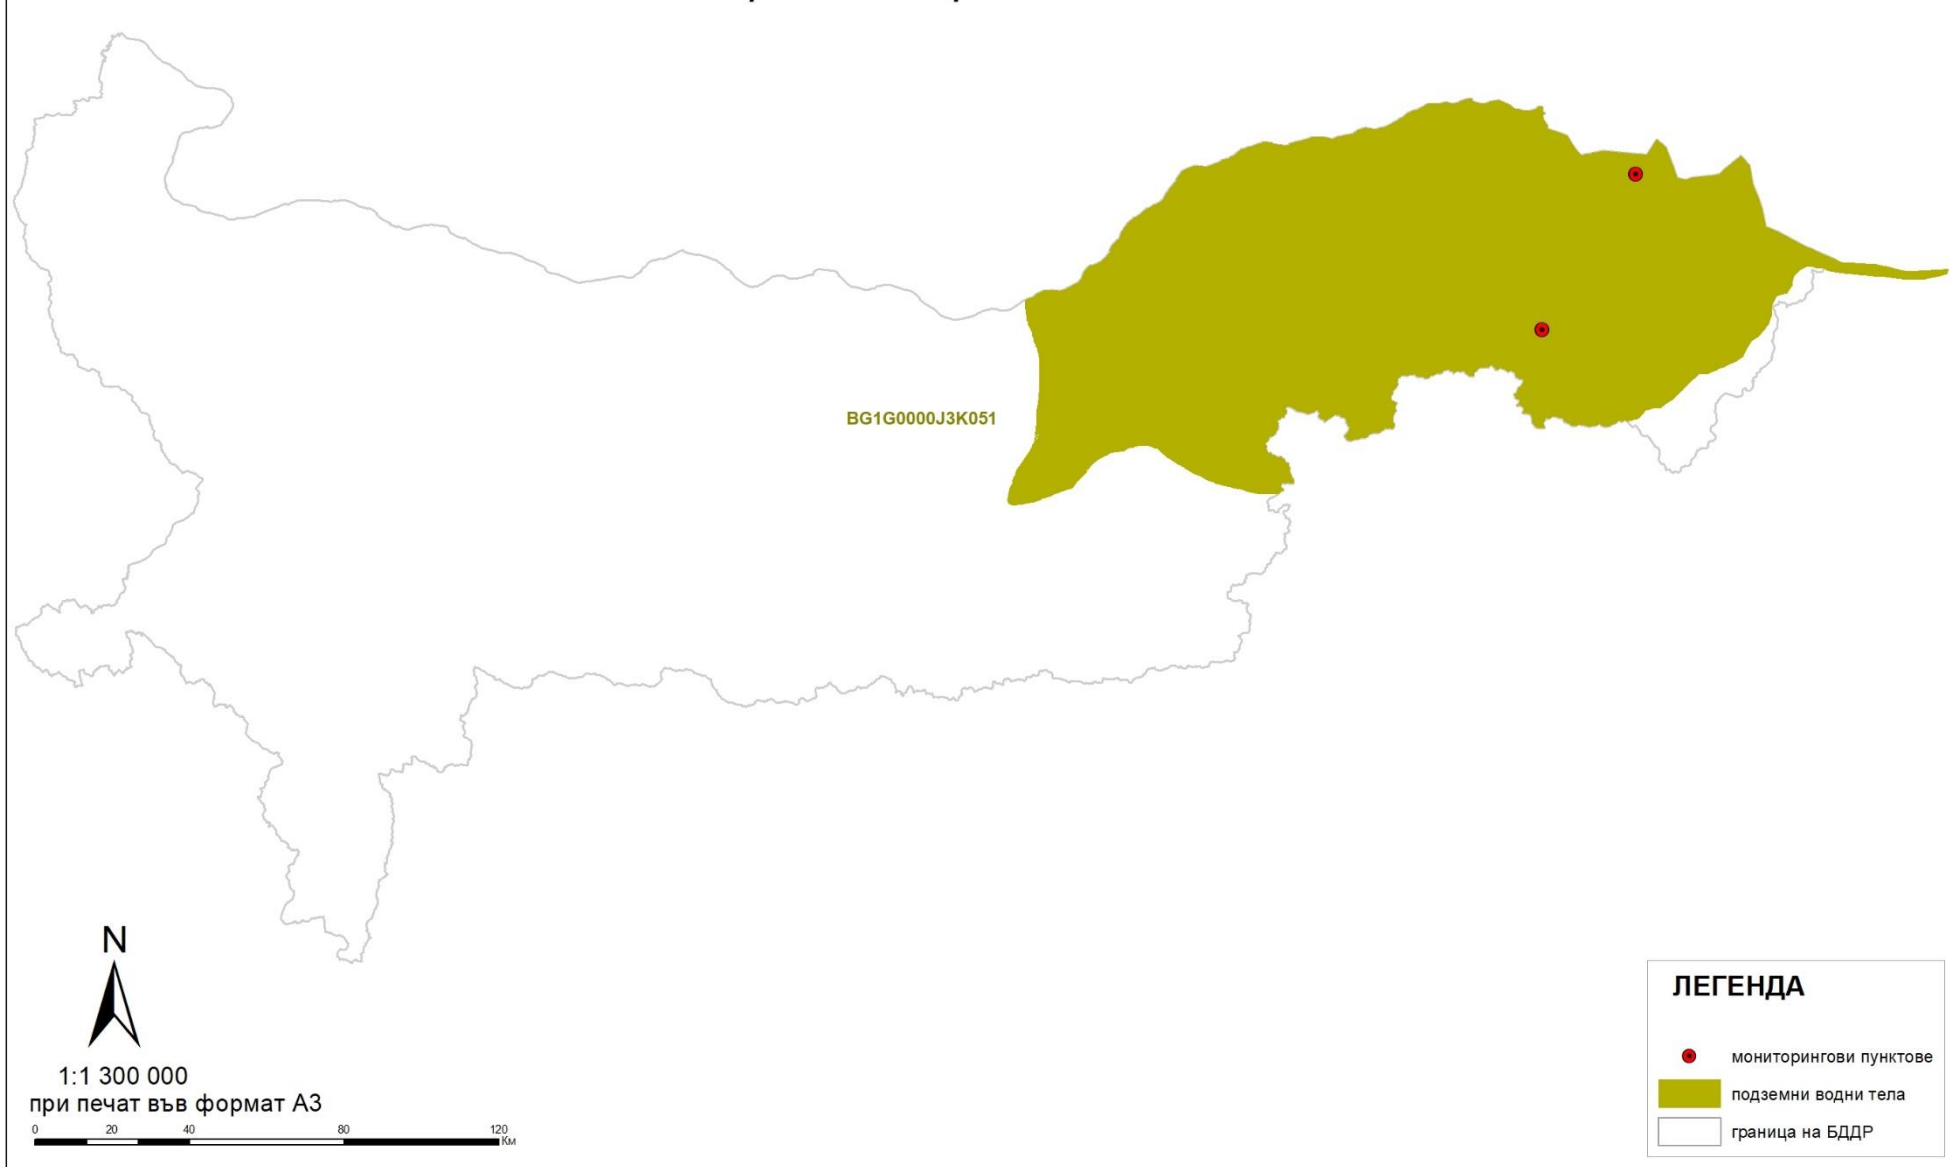 BG1G0000J3K051
N
1:1 300 000
при печат във формат А3
0 20 40 80 120
Км
ЛЕГЕНДА
мониторингови пунктове
подземни водни тела
граница на БДДР